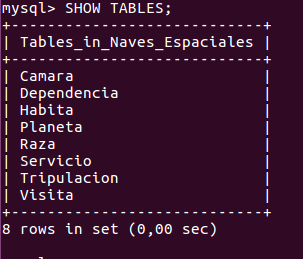 mysql> SHOW TABLES;
+---------------------------+
| Tables_in_Naves_Espaciales |
+---------------------------+
| Camara                     |
| Dependencia                |
| Habita                     |
| Planeta                    |
| Raza                       |
| Servicio                   |
| Tripulacion                |
| Visita                     |
+---------------------------+
8 rows in set (0,00 sec)